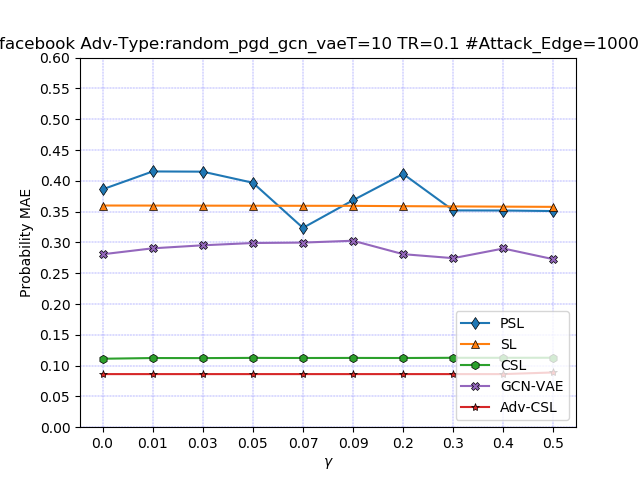 facebook Adv-Type:random_pgd_gcn_vaeT=10 TR=0.1 #Attack_Edge=1000
0.60
0.55
0.50
0.45
0.40
0.35
0.30
0.25
0.20
0.15
0.10
0.05
0.00
Probability MAE
PSL
SL
CSL
GCN-VAE
Adv-CSL
0.0 0.01 0.03 0.05 0.07 0.09 0.2 0.3 0.4 0.5
γ